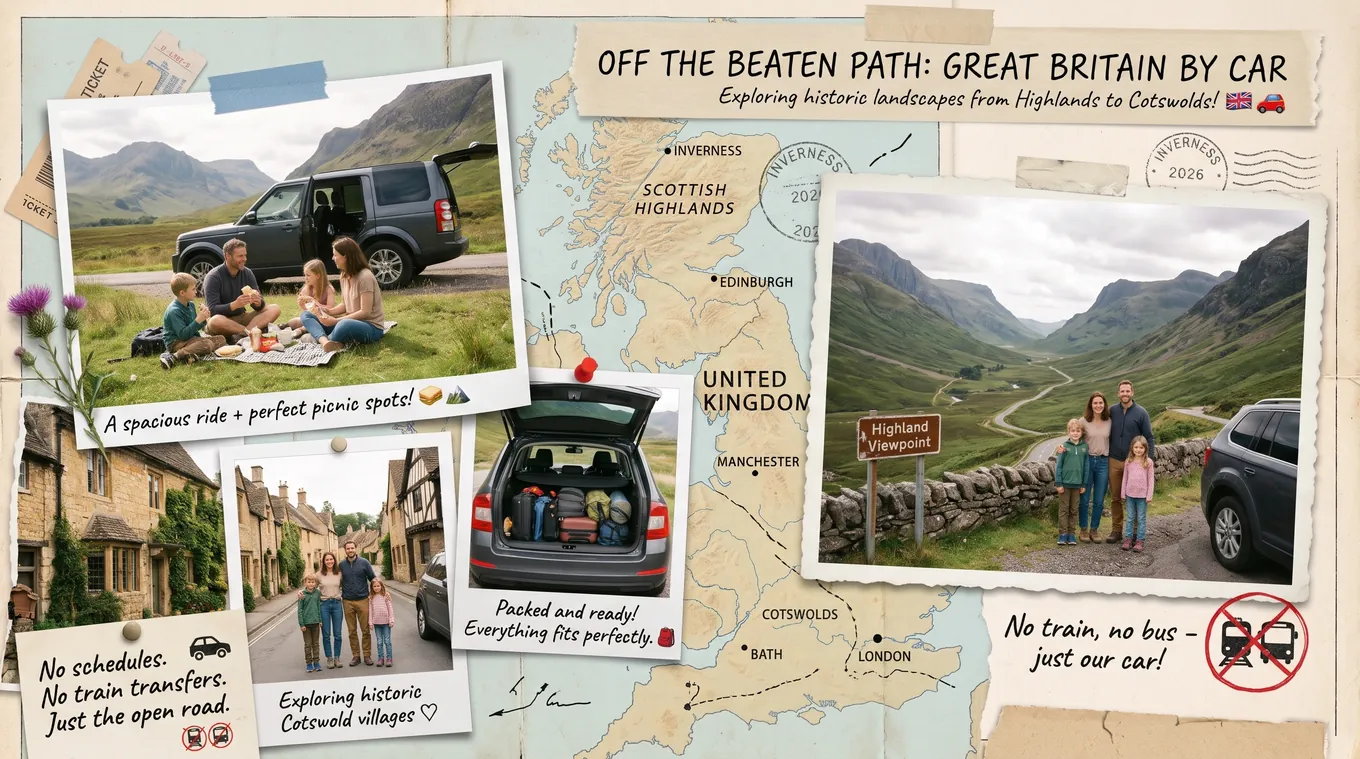 OFF THE BEATEN PATH: GREAT BRITAIN BY CAR
Exploring historic landscapes from Highlands to Cotswolds! 🇬🇧🚗
TICKET
TICKET
A spacious ride + perfect picnic spots! 🥪⛰️
INVERNESS
SCOTTISH
HIGHLANDS
EDINBURGH
UNITED
KINGDOM
MANCHESTER
COTSWOLDS
BATH
LONDON
INVERNESS
INVERNESS
2026
Highland
Viewpoint
Packed and ready!
Everything fits perfectly. 🎒
No schedules.
No train transfers.
Just the open road.
Exploring historic
Cotswold villages ♡
No train, no bus –
just our car!